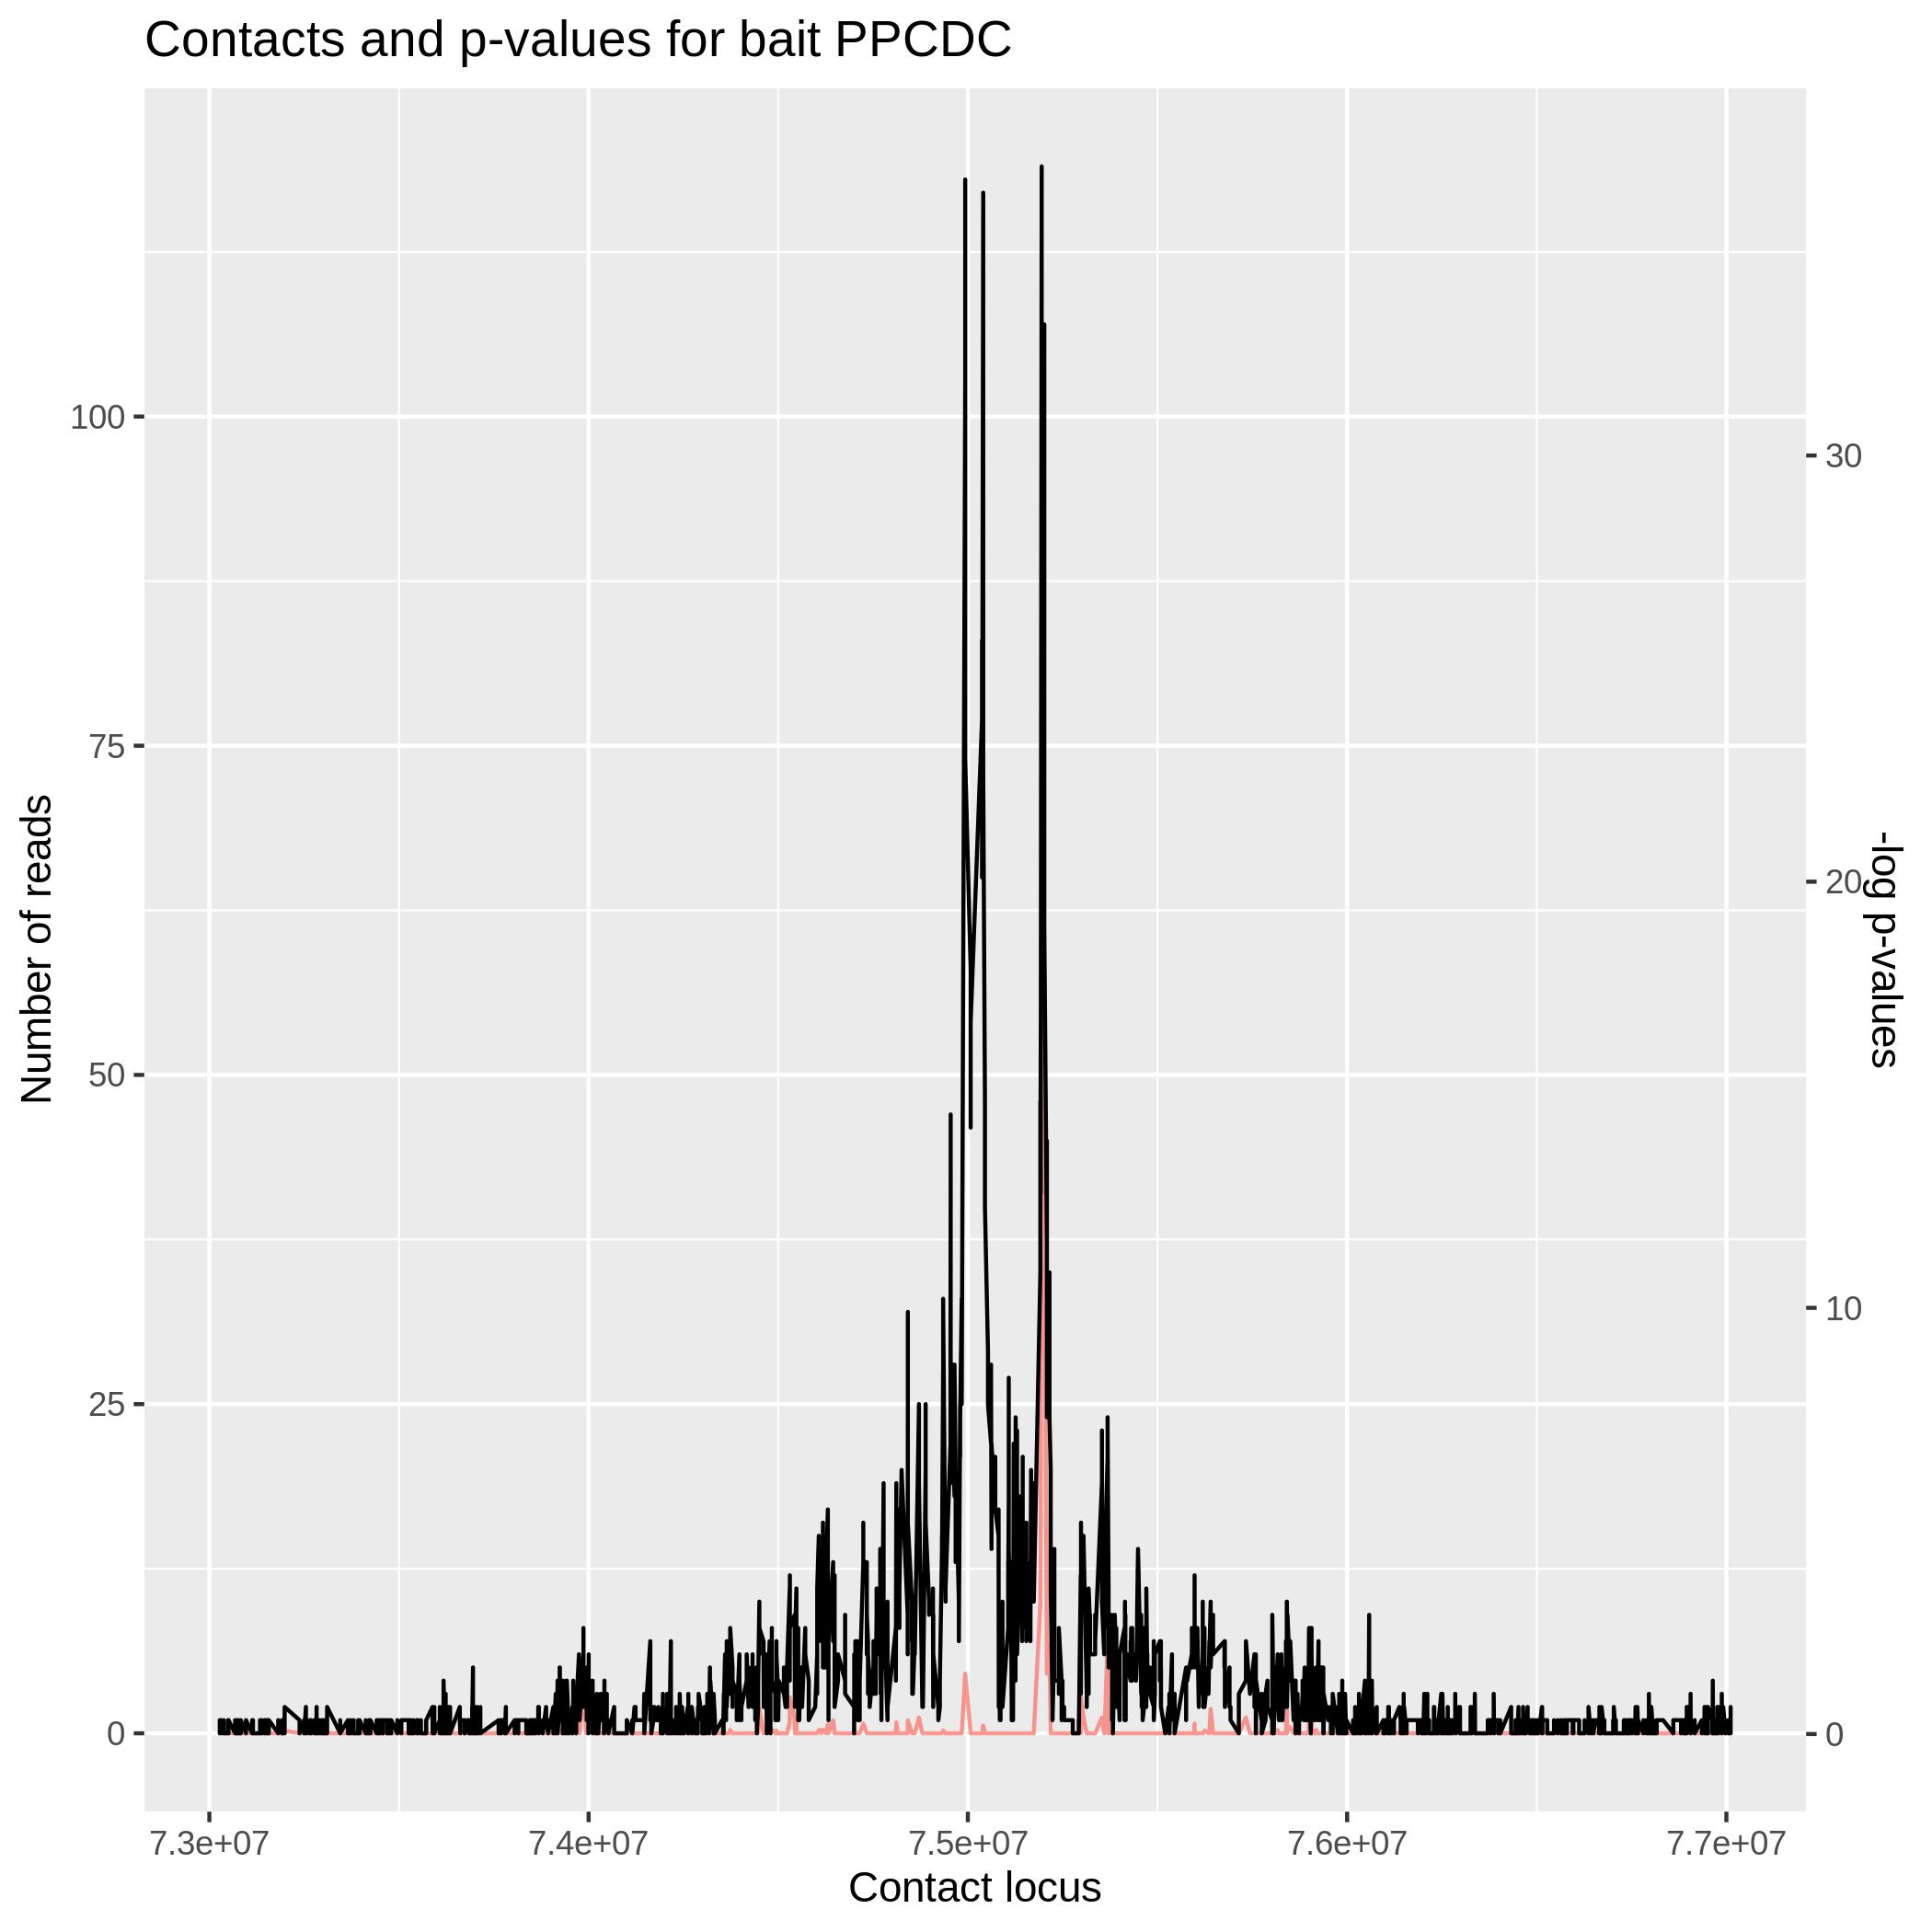 Contacts and p-values for bait PPCDC
100
75
50
25
0
Number of reads
30
20
10
0
-log p-values
7.3e+07 7.4e+07 7.5e+07 7.6e+07 7.7e+07
Contact locus